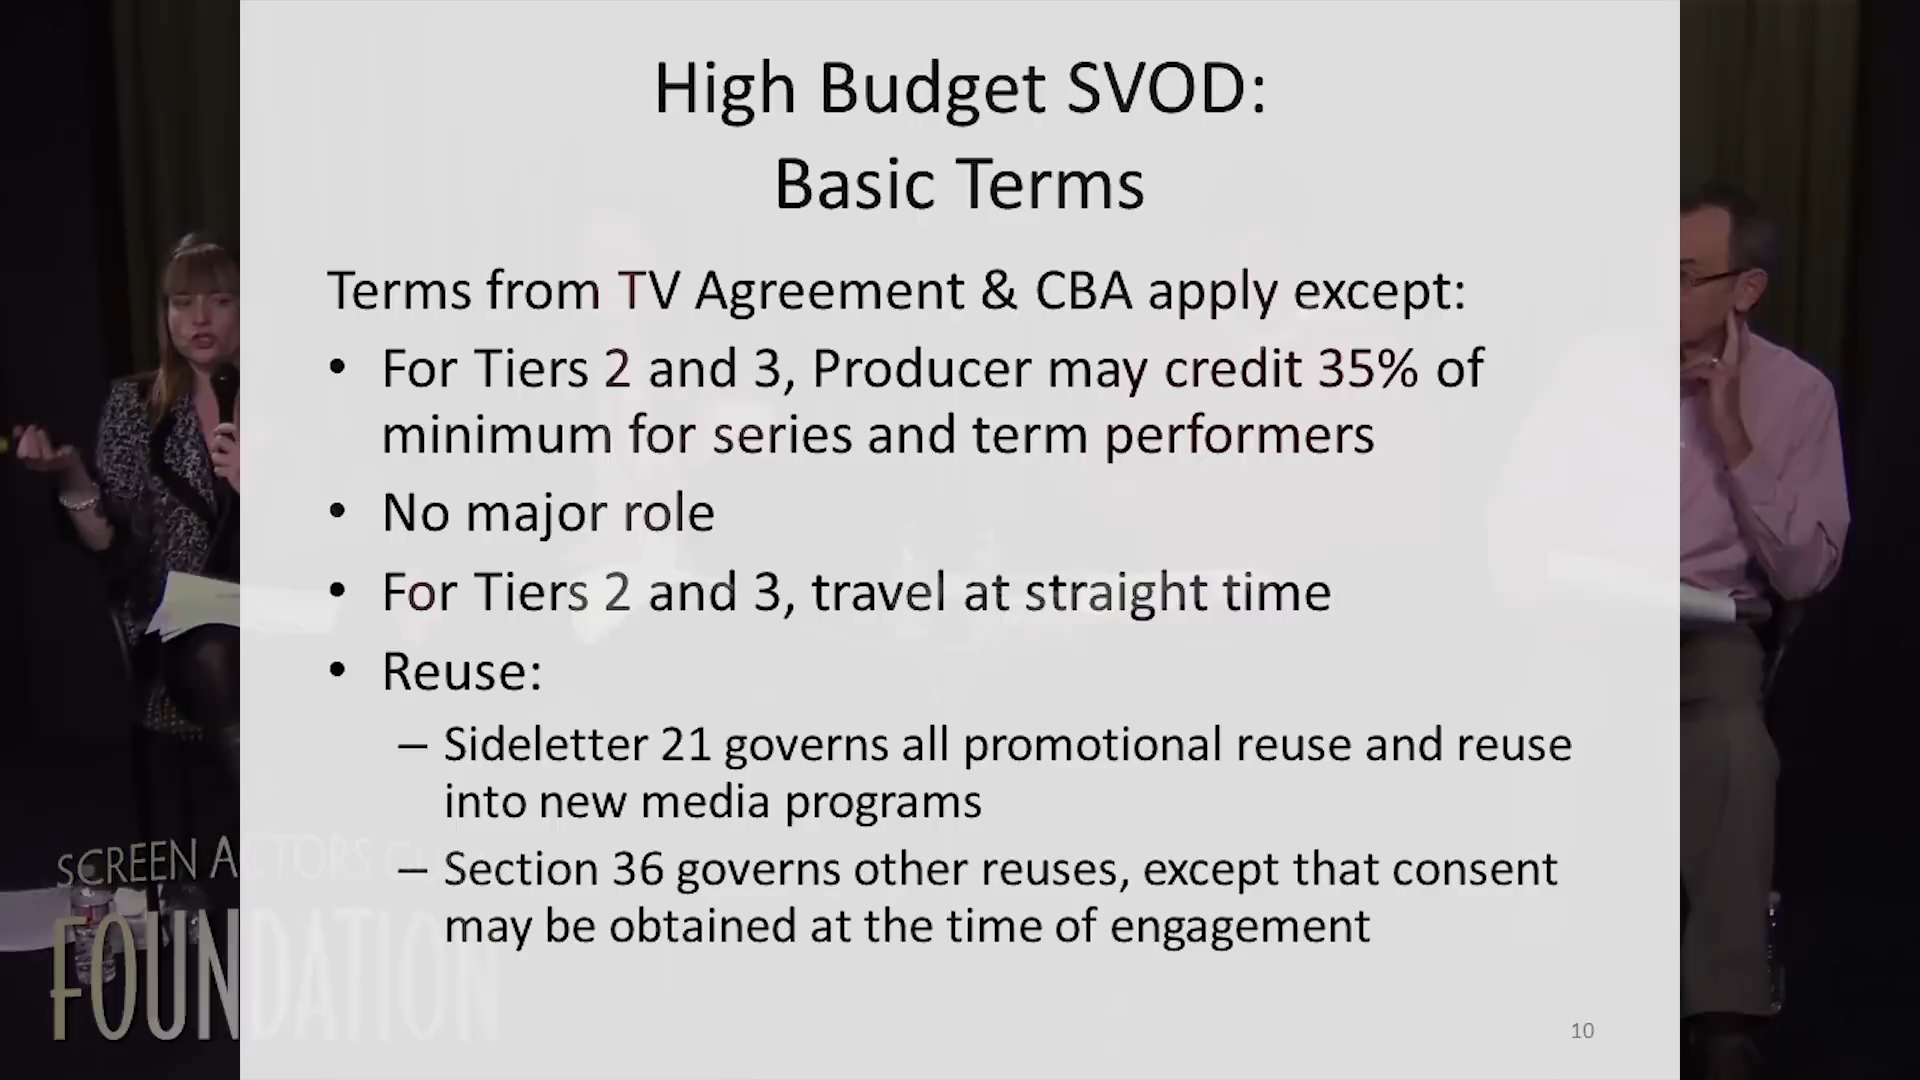 High Budget SVOD:
Basic Terms
Terms from TV Agreement & CBA apply except:
• For Tiers 2 and 3, Producer may credit 35% of
minimum for series and term performers
• No major role
• For Tiers 2 and 3, travel at straight time
• Reuse:
– Sideletter 21 governs all promotional reuse and reuse
into new media programs
– Section 36 governs other reuses, except that consent
may be obtained at the time of engagement
SCREEN ACTORS
FOUNDATION
10